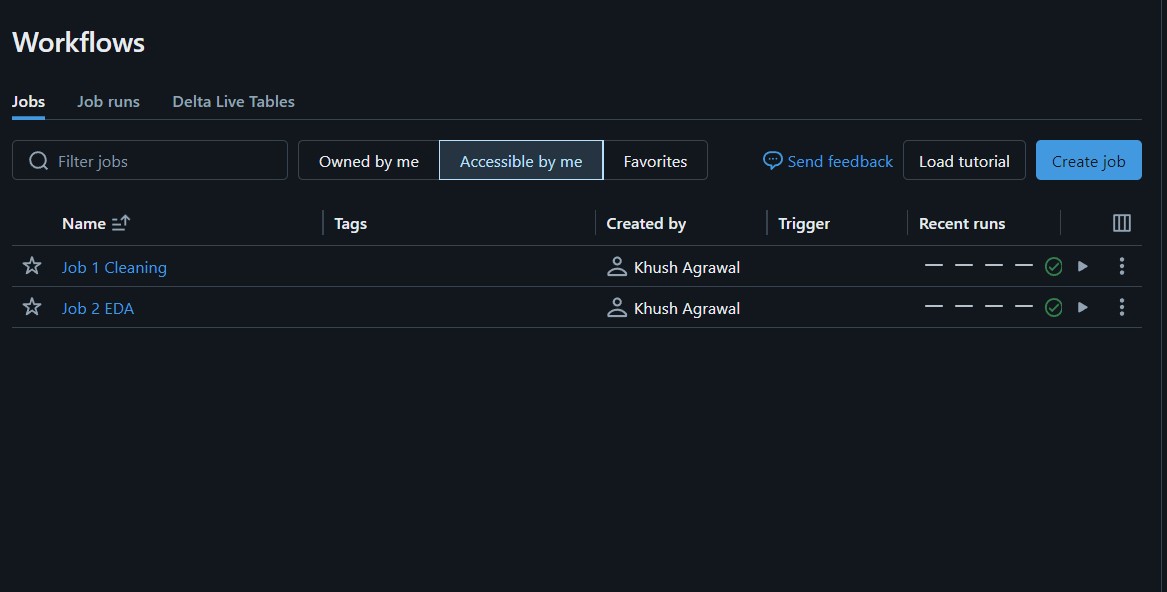 Workflows
Jobs Job runs Delta Live Tables
Filter jobs Owned by me Accessible by me Favorites Send feedback Load tutorial Create job
Name Tags Created by Trigger Recent runs
Job 1 Cleaning Khush Agrawal
Job 2 EDA Khush Agrawal